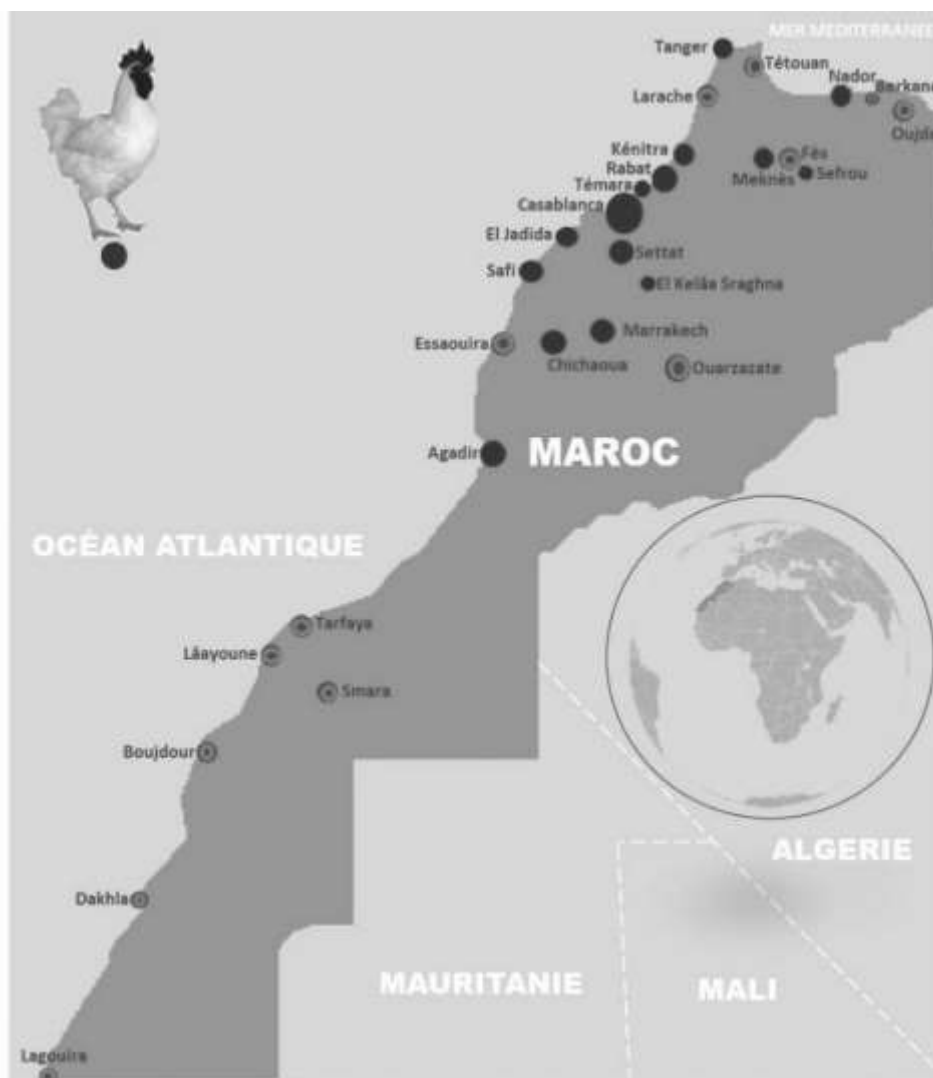 MER MEDITERRANEE
Tanger
Tétouan
Nador
Berkane
Larache
Oujda
Kénitra
Fès
Rabat
Meknès
Sefrou
Témara
Casablanca
El Jadida
Settat
Safi
El Kelâa Sraghna
Marrakech
Essaouira
Chichaoua
Ouarzazate
Agadir
MAROC
OCÉAN ATLANTIQUE
Tarfaya
Lâayoune
Smara
Boujdour
ALGERIE
Dakhla
MAURITANIE
MALI
Lagouira